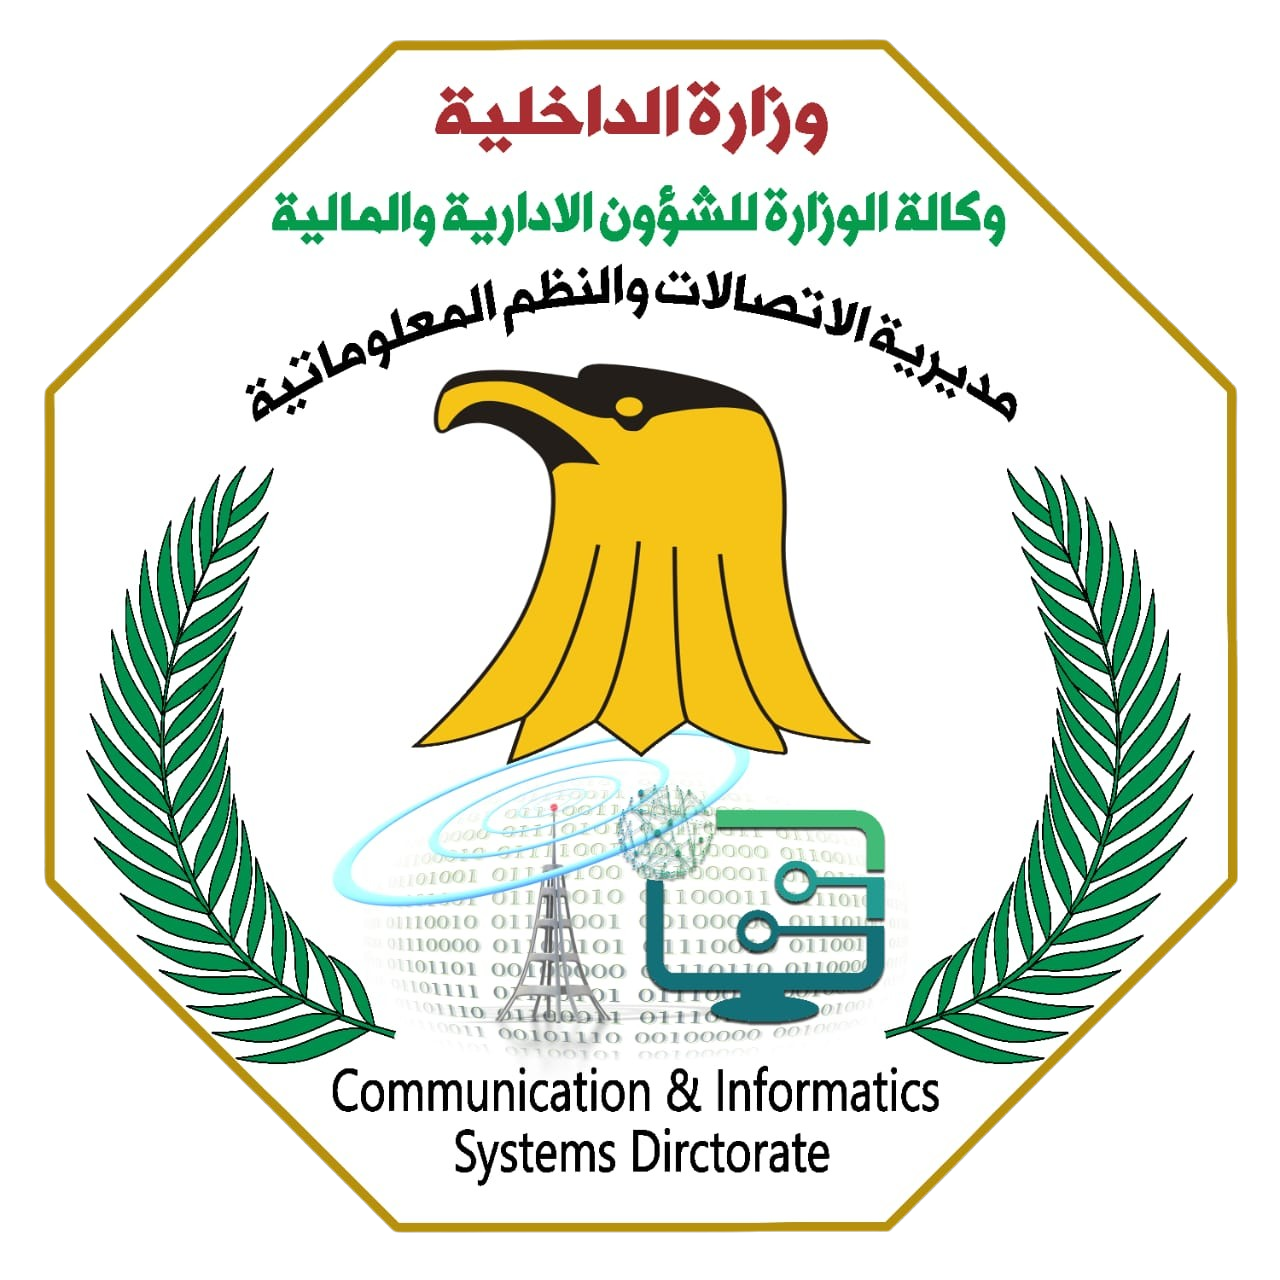 وزارة الداخلية
وكالة الوزارة للشؤون الادارية والمالية
مديرية الاتصالات والنظم المعلوماتية
Communication & Informatics
Systems Dirctorate